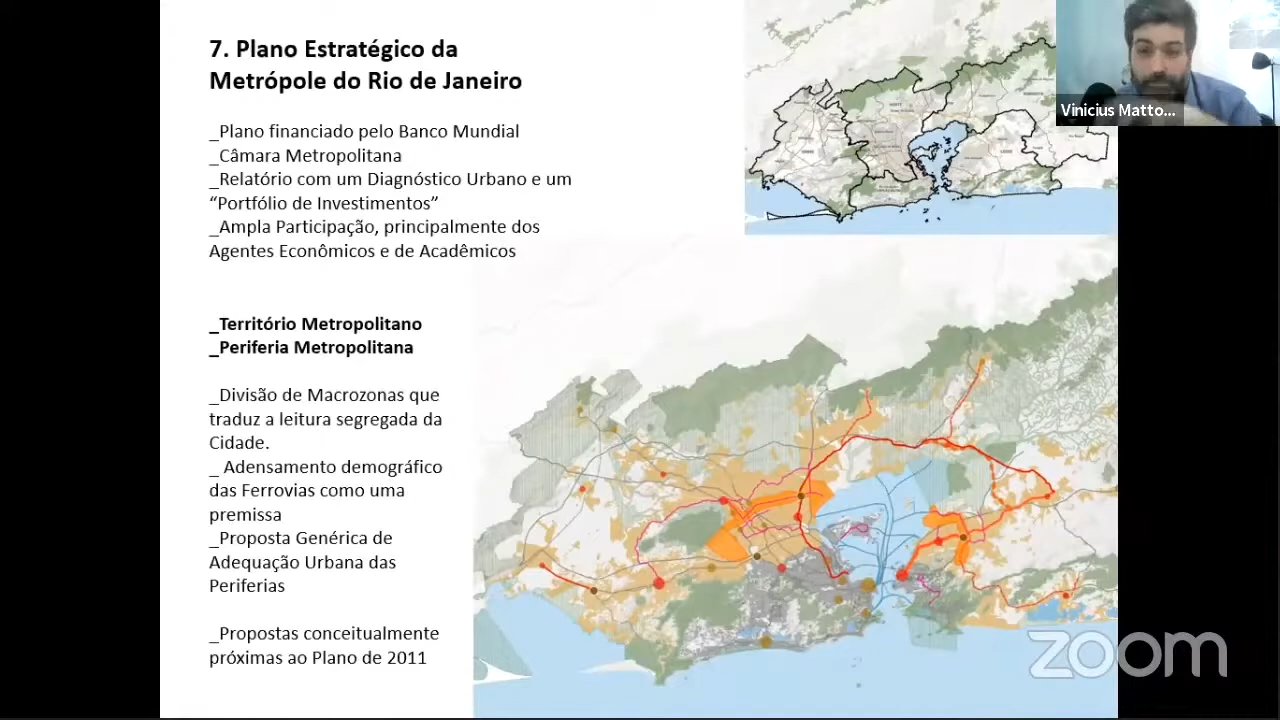 7. Plano Estratégico da
Metrópole do Rio de Janeiro
_Plano financiado pelo Banco Mundial
_Câmara Metropolitana
_Relatório com um Diagnóstico Urbano e um
“Portfólio de Investimentos”
_Ampla Participação, principalmente dos
Agentes Econômicos e de Acadêmicos
_Território Metropolitano
_Periferia Metropolitana
_Divisão de Macrozonas que
traduz a leitura segregada da
Cidade.
_ Adensamento demográfico
das Ferrovias como uma
premissa
_Proposta Genérica de
Adequação Urbana das
Periferias
_Propostas conceitualmente
próximas ao Plano de 2011
Vinicius Matto...
zoom